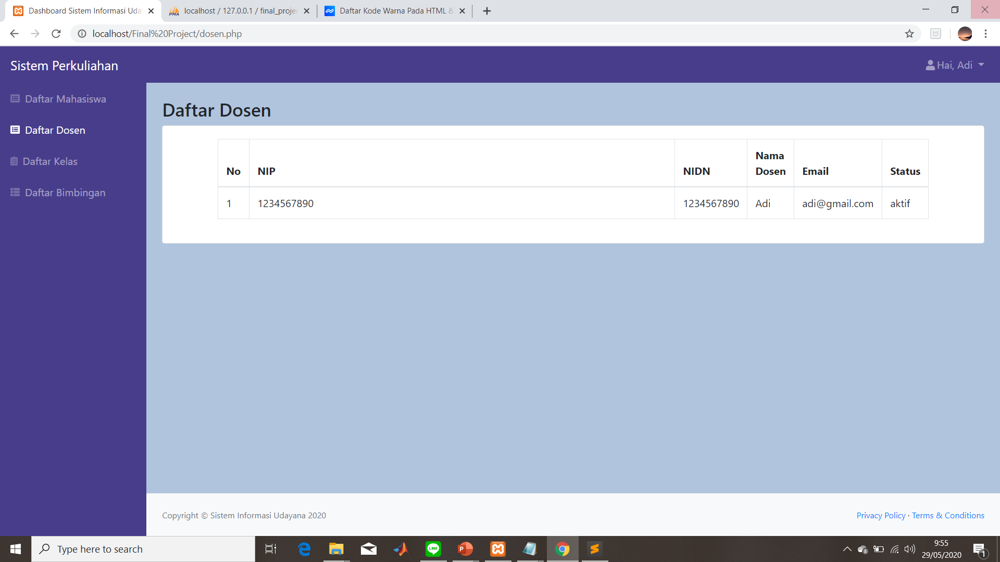 Dashboard Sistem Informasi Uda
localhost / 127.0.0.1 / final_proje
Daftar Kode Warna Pada HTML &
localhost/Final%20Project/dosen.php
Sistem Perkuliahan
Hai, Adi
Daftar Mahasiswa
Daftar Dosen
Daftar Kelas
Daftar Bimbingan
Daftar Dosen
No NIP NIDN Nama Dosen Email Status
1 1234567890 1234567890 Adi adi@gmail.com aktif
Copyright © Sistem Informasi Udayana 2020
Privacy Policy · Terms & Conditions
Type here to search
9:55
29/05/2020
1